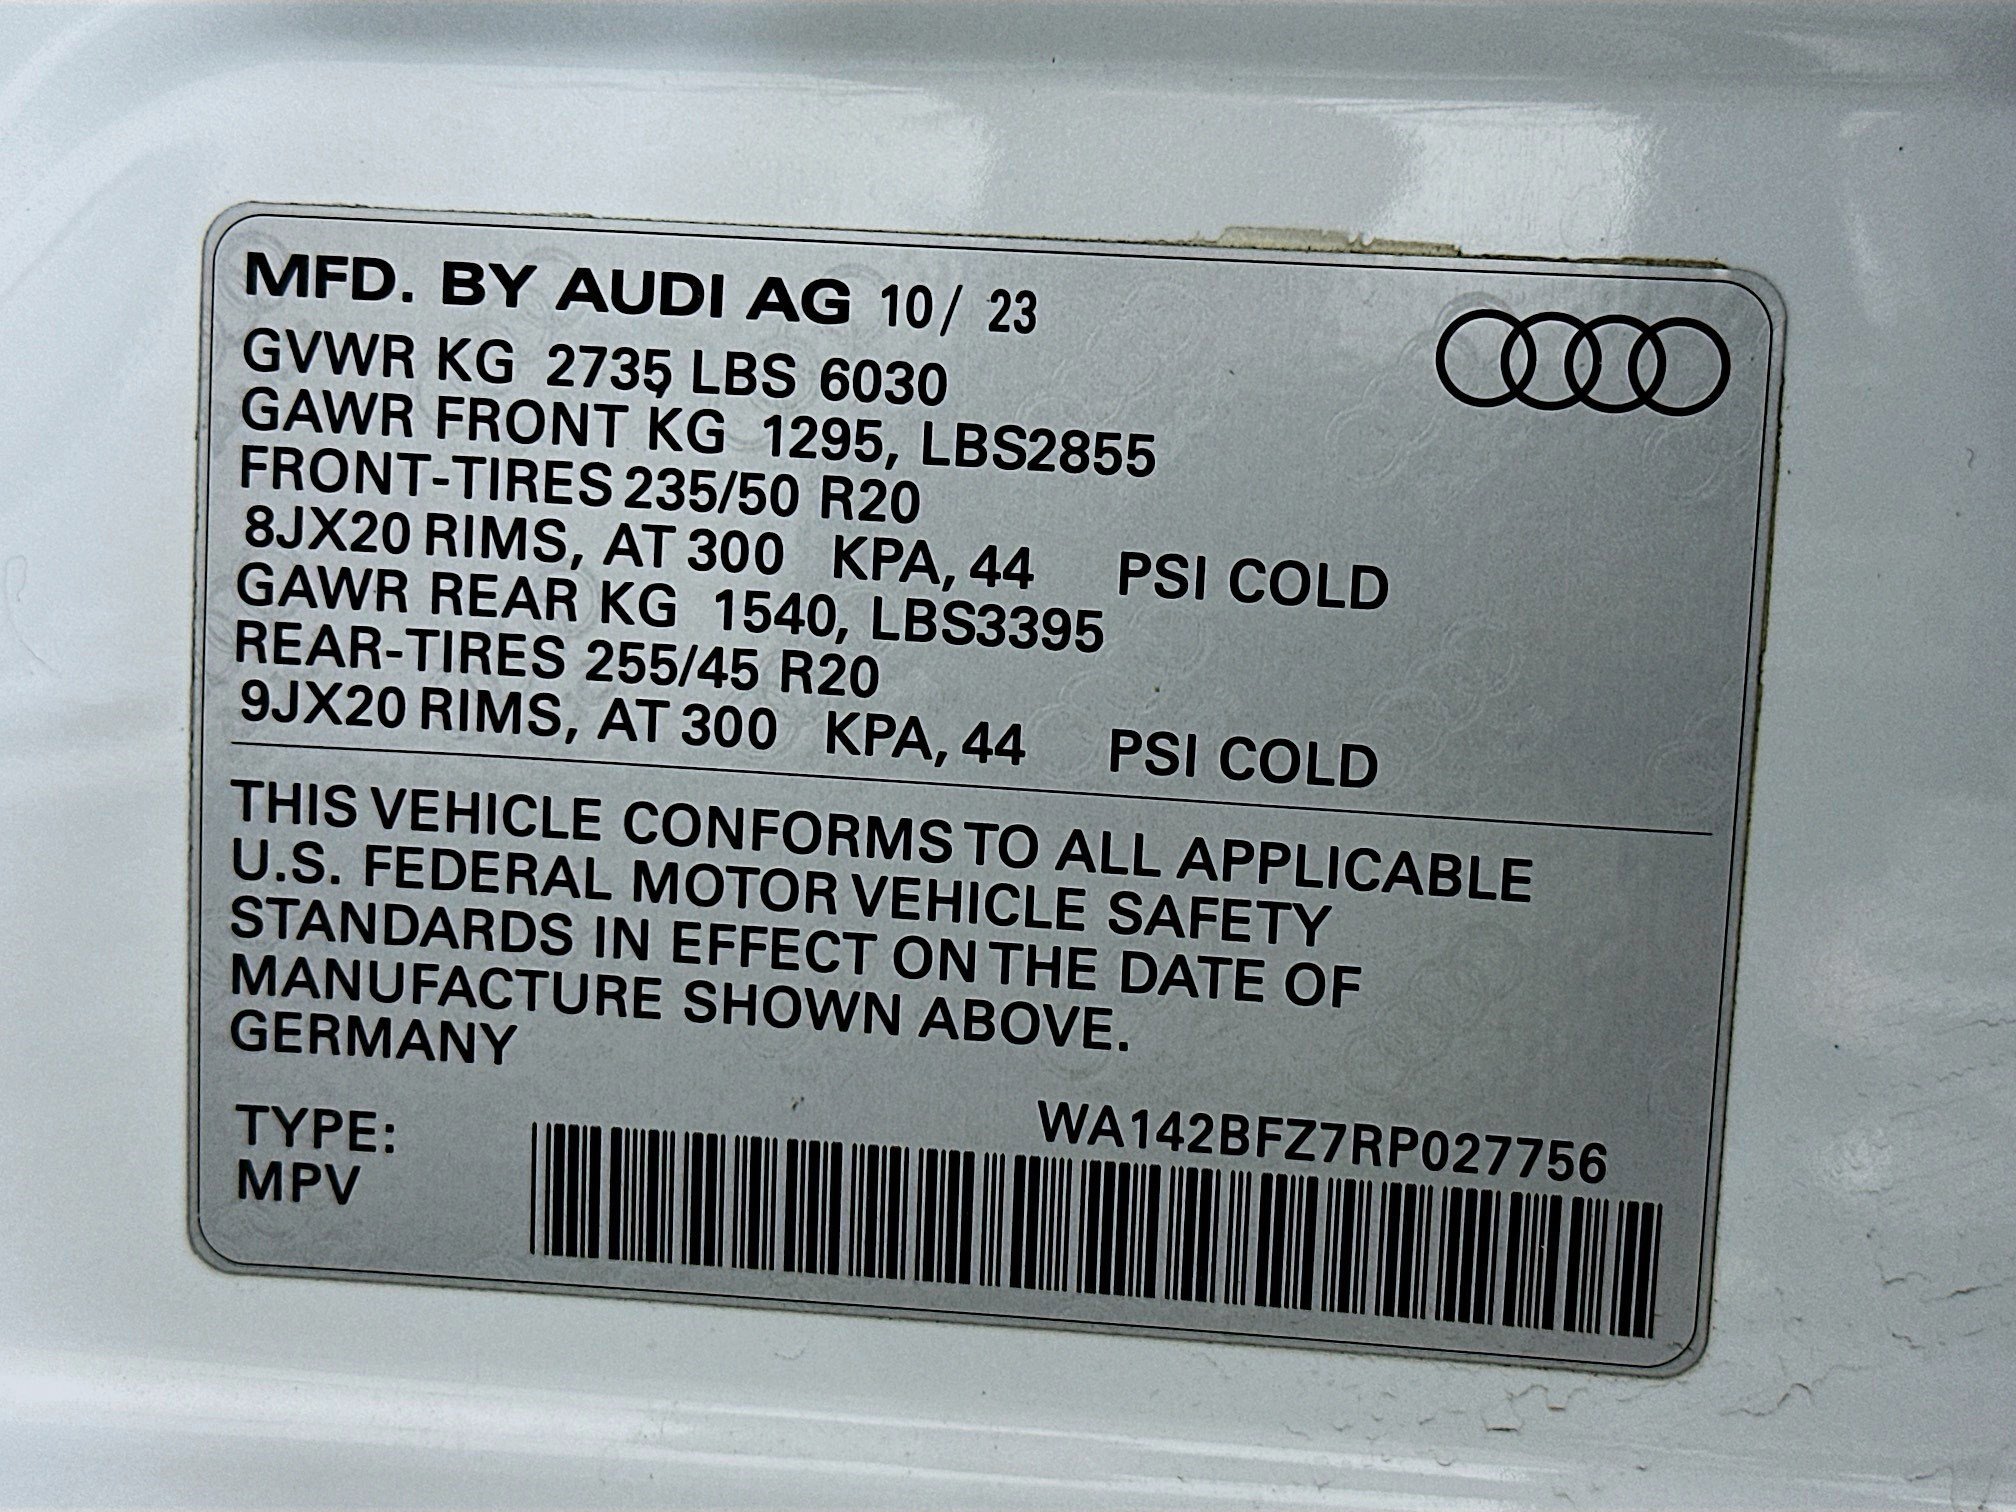 MFD. BY AUDI AG 10/ 23
GVWR KG 2735, LBS 6030
GAWR FRONT KG 1295, LBS2855
FRONT-TIRES 235/50 R20
8JX20 RIMS, AT 300 KPA, 44 PSI COLD
GAWR REAR KG 1540, LBS3395
REAR-TIRES 255/45 R20
9JX20 RIMS, AT 300 KPA, 44 PSI COLD
THIS VEHICLE CONFORMS TO ALL APPLICABLE
U.S. FEDERAL MOTOR VEHICLE SAFETY
STANDARDS IN EFFECT ON THE DATE OF
MANUFACTURE SHOWN ABOVE.
GERMANY
TYPE:
MPV
WA142BFZ7RP027756